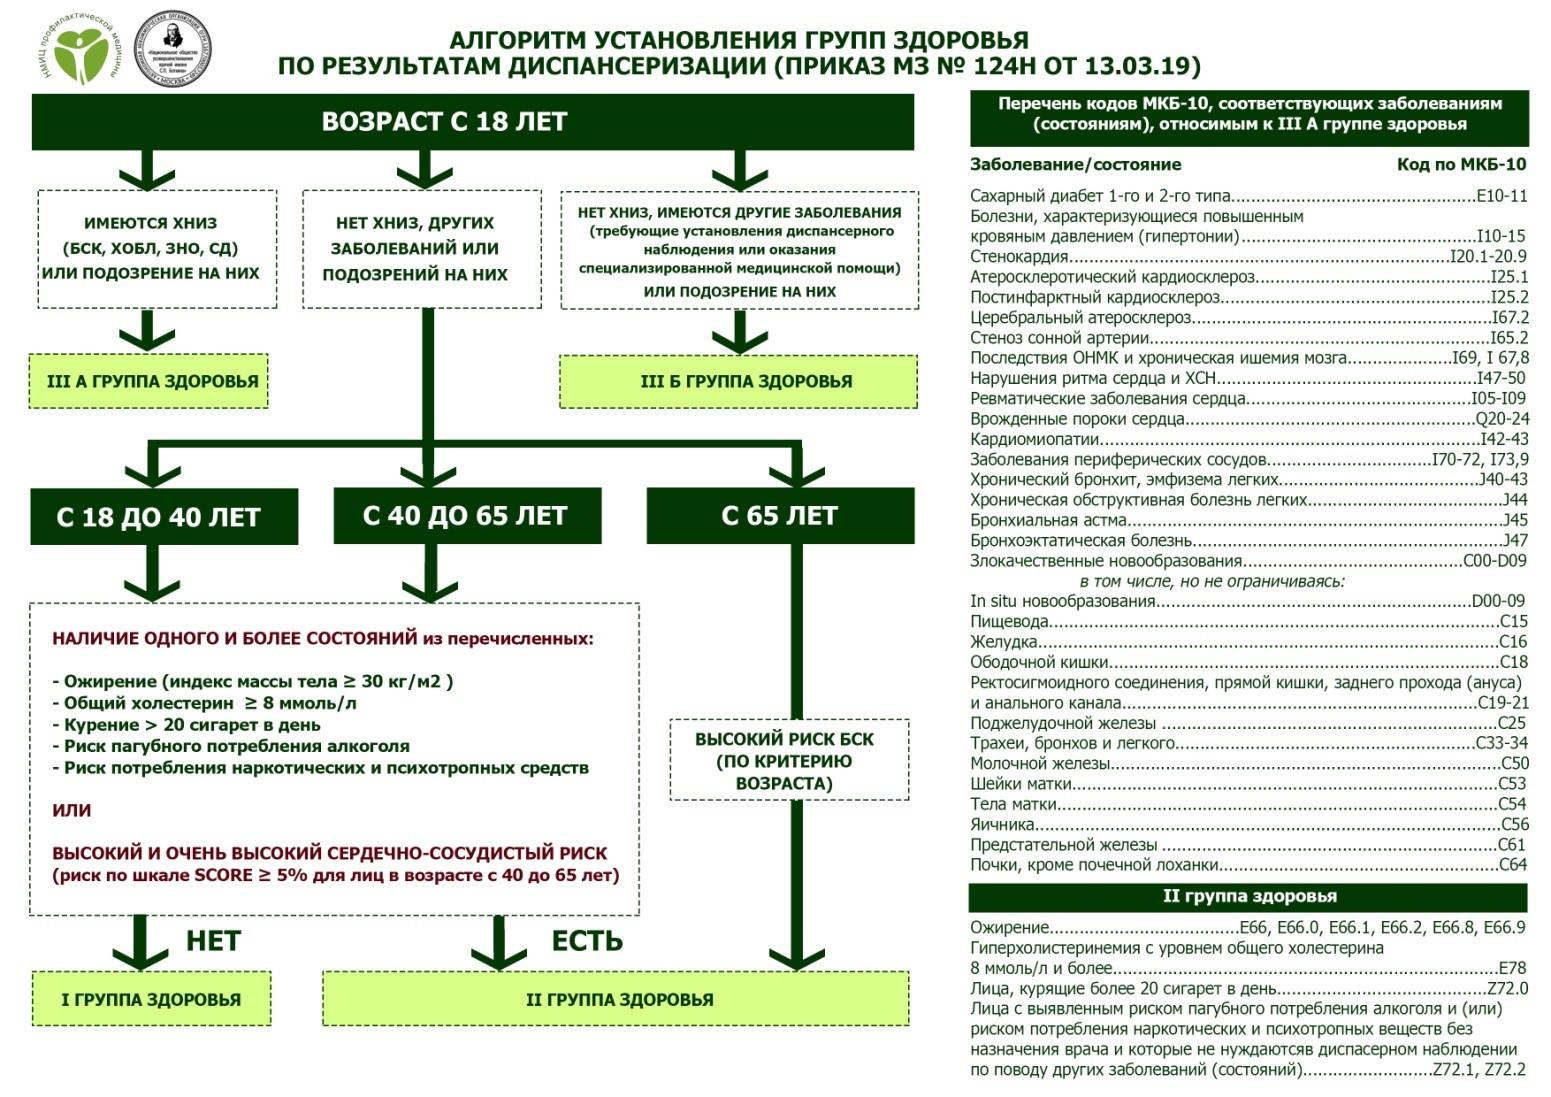 НМИЦ профилактической медицины
«Национальное общество
усовершенствования
врачей имени
С.П. Боткина»
МОСКВА
АЛГОРИТМ УСТАНОВЛЕНИЯ ГРУПП ЗДОРОВЬЯ
ПО РЕЗУЛЬТАТАМ ДИСПАНСЕРИЗАЦИИ (ПРИКАЗ МЗ № 124Н ОТ 13.03.19)
ВОЗРАСТ С 18 ЛЕТ
ИМЕЮТСЯ ХНИЗ
(БСК, ХОБЛ, ЗНО, СД)
ИЛИ ПОДОЗРЕНИЕ НА НИХ
НЕТ ХНИЗ, ДРУГИХ
ЗАБОЛЕВАНИЙ ИЛИ
ПОДОЗРЕНИЙ НА НИХ
НЕТ ХНИЗ, ИМЕЮТСЯ ДРУГИЕ ЗАБОЛЕВАНИЯ
(требующие установления диспансерного
наблюдения или оказания
специализированной медицинской помощи)
ИЛИ ПОДОЗРЕНИЕ НА НИХ
III А ГРУППА ЗДОРОВЬЯ
III Б ГРУППА ЗДОРОВЬЯ
С 18 ДО 40 ЛЕТ
С 40 ДО 65 ЛЕТ
С 65 ЛЕТ
НАЛИЧИЕ ОДНОГО И БОЛЕЕ СОСТОЯНИЙ из перечисленных:
- Ожирение (индекс массы тела ≥ 30 кг/м2 )
- Общий холестерин ≥ 8 ммоль/л
- Курение > 20 сигарет в день
- Риск пагубного потребления алкоголя
- Риск потребления наркотических и психотропных средств
ИЛИ
ВЫСОКИЙ И ОЧЕНЬ ВЫСОКИЙ СЕРДЕЧНО-СОСУДИСТЫЙ РИСК
(риск по шкале SCORE ≥ 5% для лиц в возрасте с 40 до 65 лет)
ВЫСОКИЙ РИСК БСК
(ПО КРИТЕРИЮ
ВОЗРАСТА)
НЕТ
ЕСТЬ
I ГРУППА ЗДОРОВЬЯ
II ГРУППА ЗДОРОВЬЯ
Перечень кодов МКБ-10, соответствующих заболеваниям
(состояниям), относимым к III А группе здоровья
Заболевание/состояние Код по МКБ-10
Сахарный диабет 1-го и 2-го типа...E10-11
Болезни, характеризующиеся повышенным
кровяным давлением (гипертонии)...I10-15
Стенокардия...I20.1-20.9
Атеросклеротический кардиосклероз...I25.1
Постинфарктный кардиосклероз...I25.2
Церебральный атеросклероз...I67.2
Стеноз сонной артерии...I65.2
Последствия ОНМК и хроническая ишемия мозга...I69, I 67,8
Нарушения ритма сердца и ХСН...I47-50
Ревматические заболевания сердца...I05-I09
Врожденные пороки сердца...Q20-24
Кардиомиопатии...I42-43
Заболевания периферических сосудов...I70-72, I73,9
Хронический бронхит, эмфизема легких...J40-43
Хроническая обструктивная болезнь легких...J44
Бронхиальная астма...J45
Бронхоэктатическая болезнь...J47
Злокачественные новообразования...C00-D09
в том числе, но не ограничиваясь:
In situ новообразования...D00-09
Пищевода...C15
Желудка...C16
Ободочной кишки...C18
Ректосигмоидного соединения, прямой кишки, заднего прохода (ануса)
и анального канала...C19-21
Поджелудочной железы ...C25
Трахеи, бронхов и легкого...C33-34
Молочной железы...C50
Шейки матки...C53
Тела матки...C54
Яичника...C56
Предстательной железы ...C61
Почки, кроме почечной лоханки...C64
II группа здоровья
Ожирение...E66, E66.0, E66.1, E66.2, E66.8, E66.9
Гиперхолистеринемия с уровнем общего холестерина
8 ммоль/л и более...E78
Лица, курящие более 20 сигарет в день...Z72.0
Лица с выявленным риском пагубного потребления алкоголя и (или)
риском потребления наркотических и психотропных веществ без
назначения врача и которые не нуждаютсяв диспасерном наблюдении
по поводу других заболеваний (состояний)...Z72.1, Z72.2